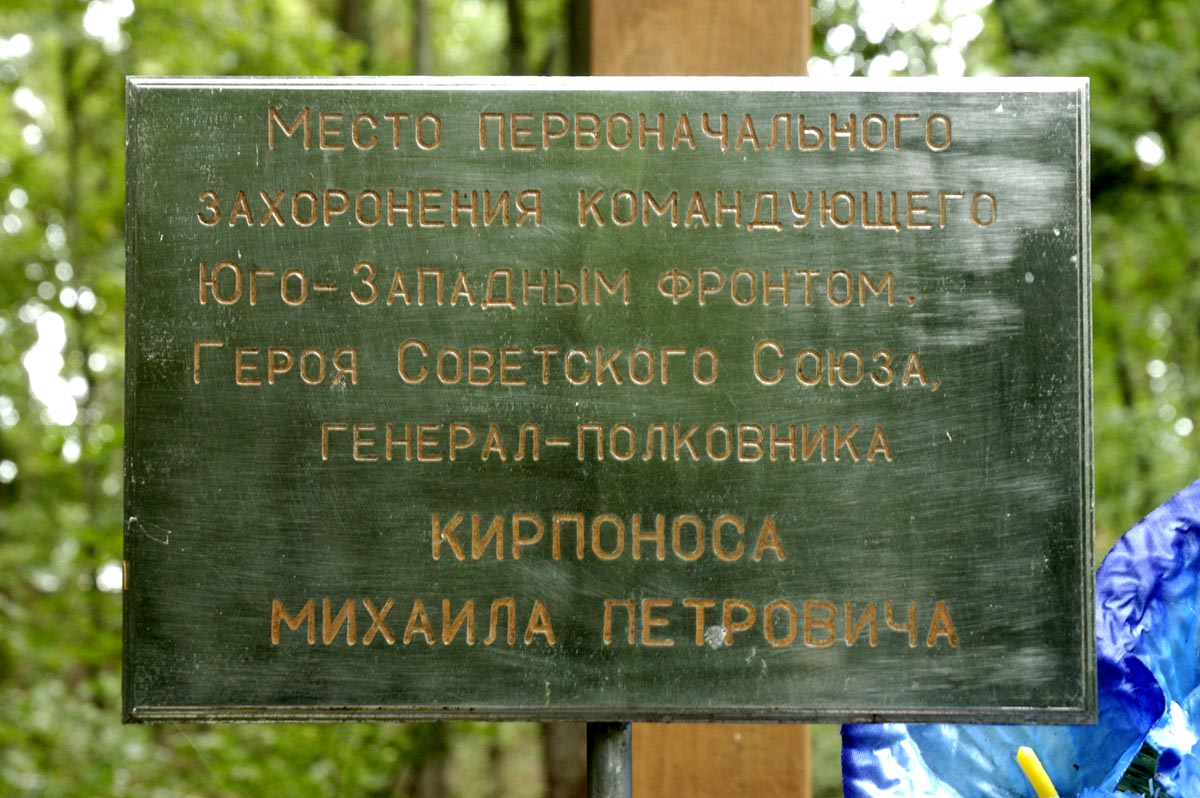 Место первоначального
захоронения командующего
Юго-Западным фронтом,
Героя Советского Союза,
генерал-полковника
КИРПОНОСА
МИХАИЛА ПЕТРОВИЧА